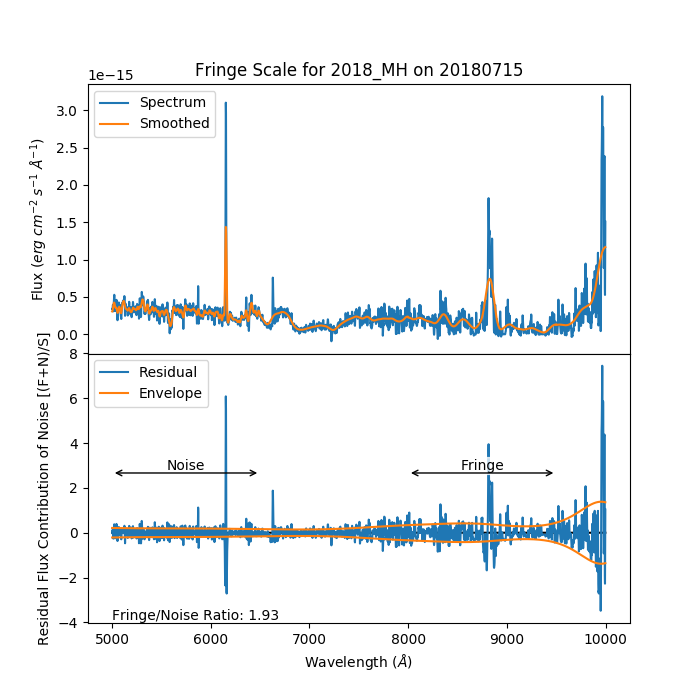 Fringe Scale for 2018_MH on 20180715
1e−15
Spectrum
Smoothed
3.0
2.5
2.0
1.5
1.0
0.5
0.0
Flux (erg cm⁻² s⁻¹ Å⁻¹)
Residual
Envelope
8
6
4
2
0
−2
−4
Residual Flux Contribution of Noise [(F+N)/S]
Noise
Fringe
Fringe/Noise Ratio: 1.93
5000 6000 7000 8000 9000 10000
Wavelength (Å)